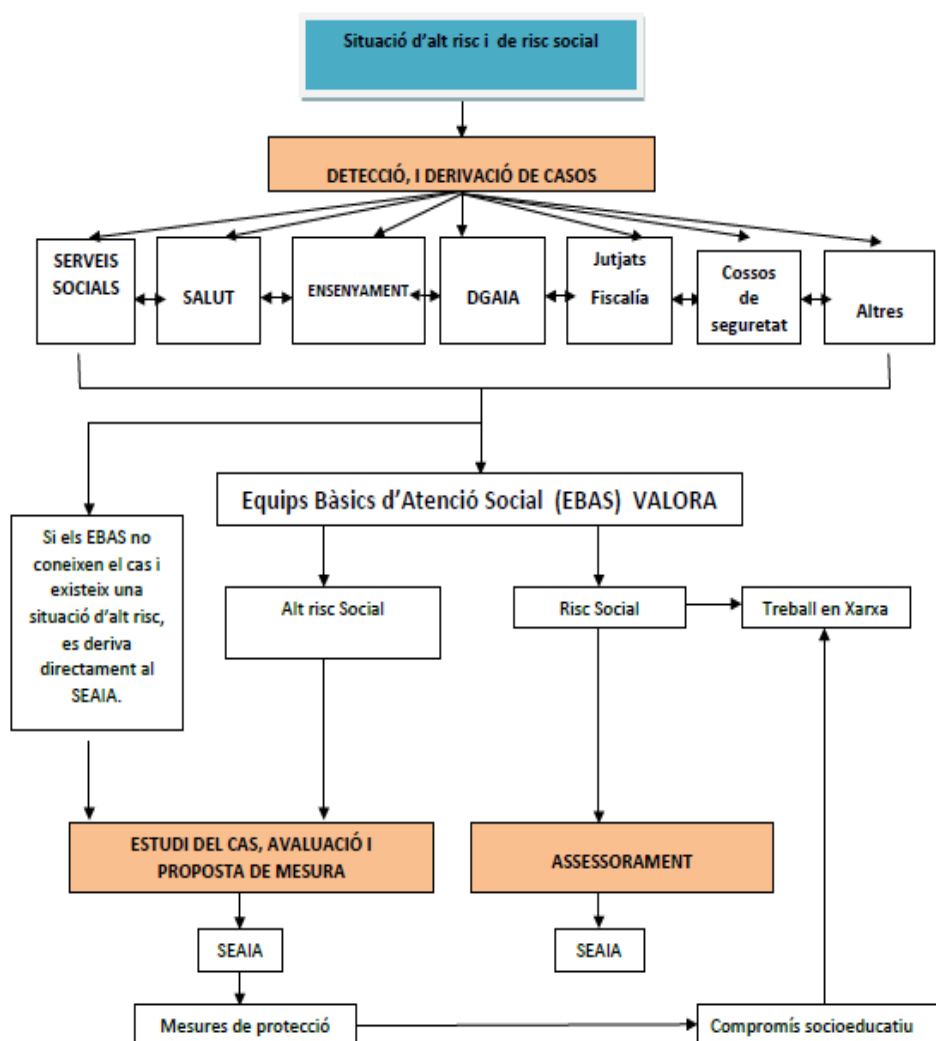 Situació d'alt risc i de risc social
DETECCIÓ, I DERIVACIÓ DE CASOS
SERVEIS
SOCIALS
SALUT
ENSENYAMENT
DGAIA
Jutjats
Fiscalía
Cossos
de
seguretat
Altres
Equips Bàsics d'Atenció Social (EBAS) VALORA
Si els EBAS no
coneixen el cas i
existeix una
situació d'alt risc,
es deriva
directament al
SEAIA.
Alt risc Social
Risc Social
Treball en Xarxa
ESTUDI DEL CAS, AVALUACIÓ I
PROPOSTA DE MESURA
ASSESSORAMENT
SEAIA
SEAIA
Mesures de protecció
Compromís socioeducatiu